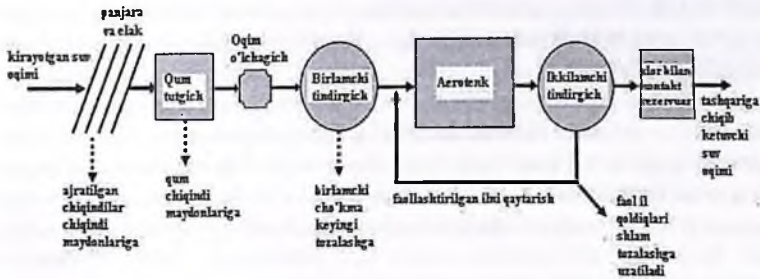 panjara
va elak
kirayotgan suv
oqimi
Qum
tutgich
Oqim
o'lchagich
Birlamchi
tindirgich
Aerotenk
Ikkilamchi
tindirgich
xlor bilan
kontakt
rezervuar
tashqariga
chiqib
ketuvchi
suv
oqimi
ajratilgan
chiqindilar
chiqindi
maydonlariga
qum
chiqindi
maydonlariga
birlamchi
cho'kma
keyingi
tozalashga
faollashtirilgan ilni qaytarish
faol il
qoldiqlari
shlam
tozalashga
uzatiladi